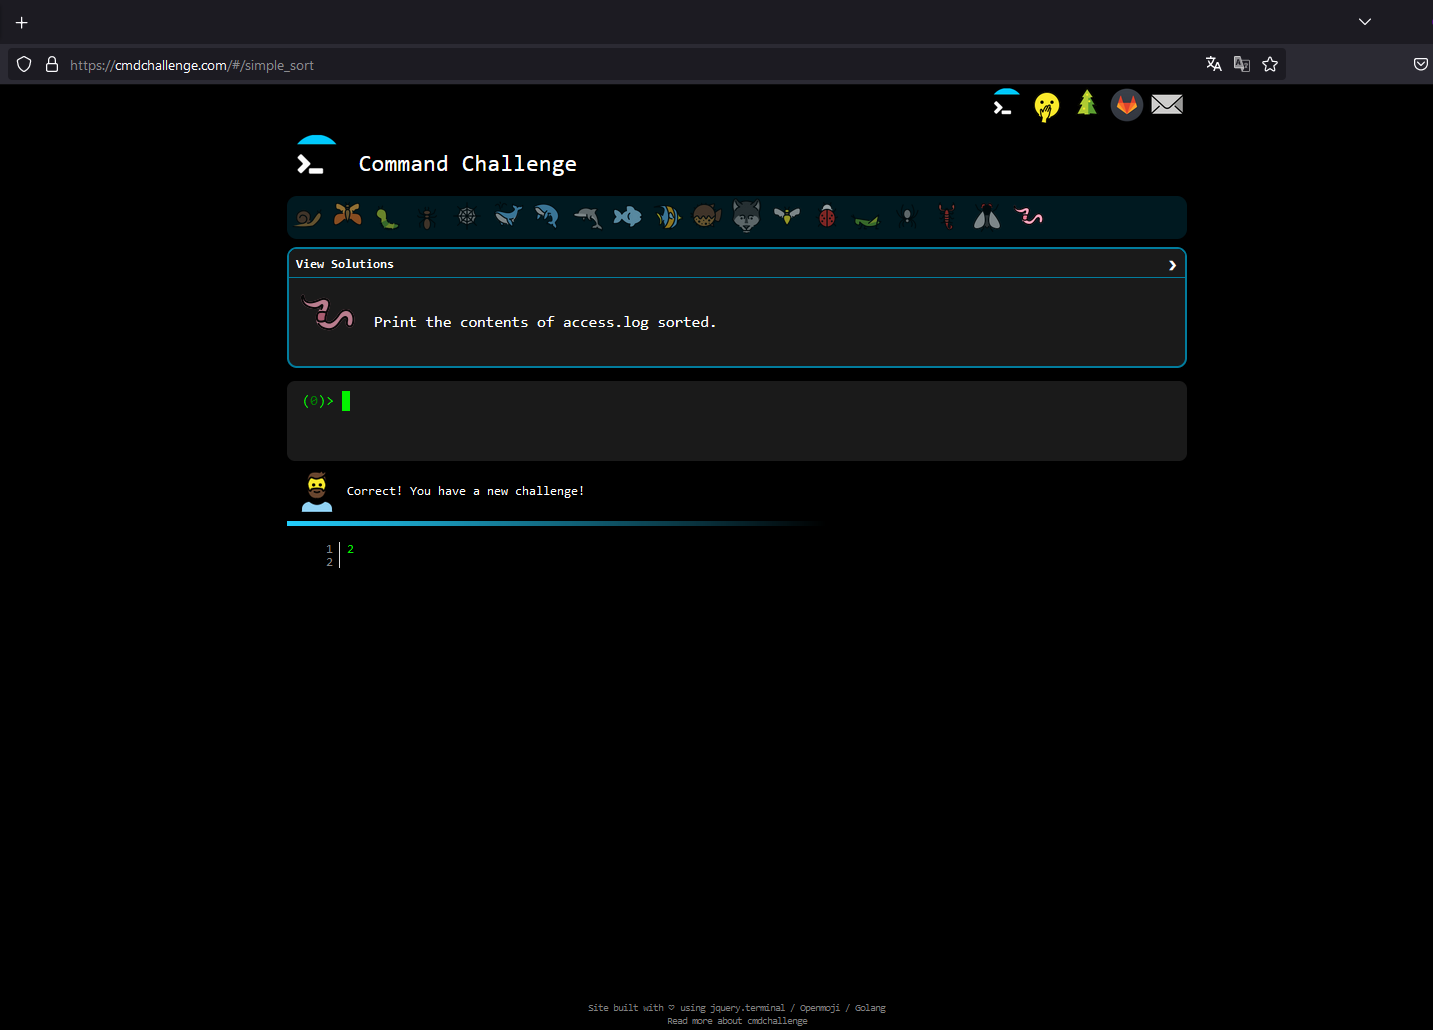 https://cmdchallenge.com/#/simple_sort
Command Challenge
View Solutions
Print the contents of access.log sorted.
(0)>
Correct! You have a new challenge!
1 2
2
Site built with ♡ using jquery.terminal / Openmoji / Golang
Read more about cmdchallenge